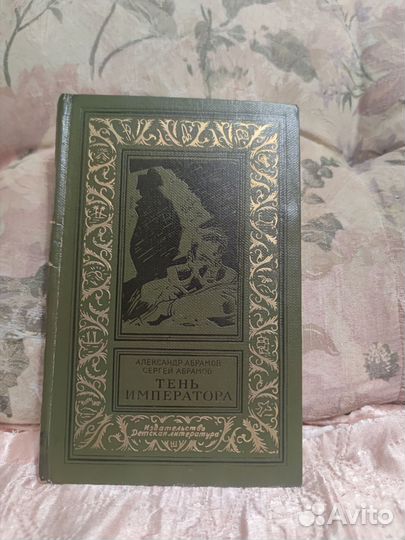 АЛЕКСАНДР АБРАМОВ
СЕРГЕЙ АБРАМОВ
ТЕНЬ
ИМПЕРАТОРА
Издательство
"Детская литература"
Avito